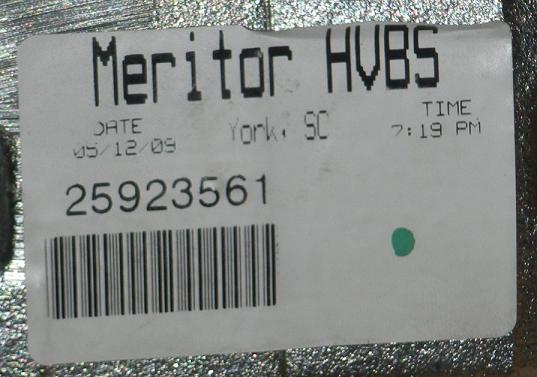 Meritor HVBS
DATE York, SC TIME
05/12/09 7:19 PM
25923561